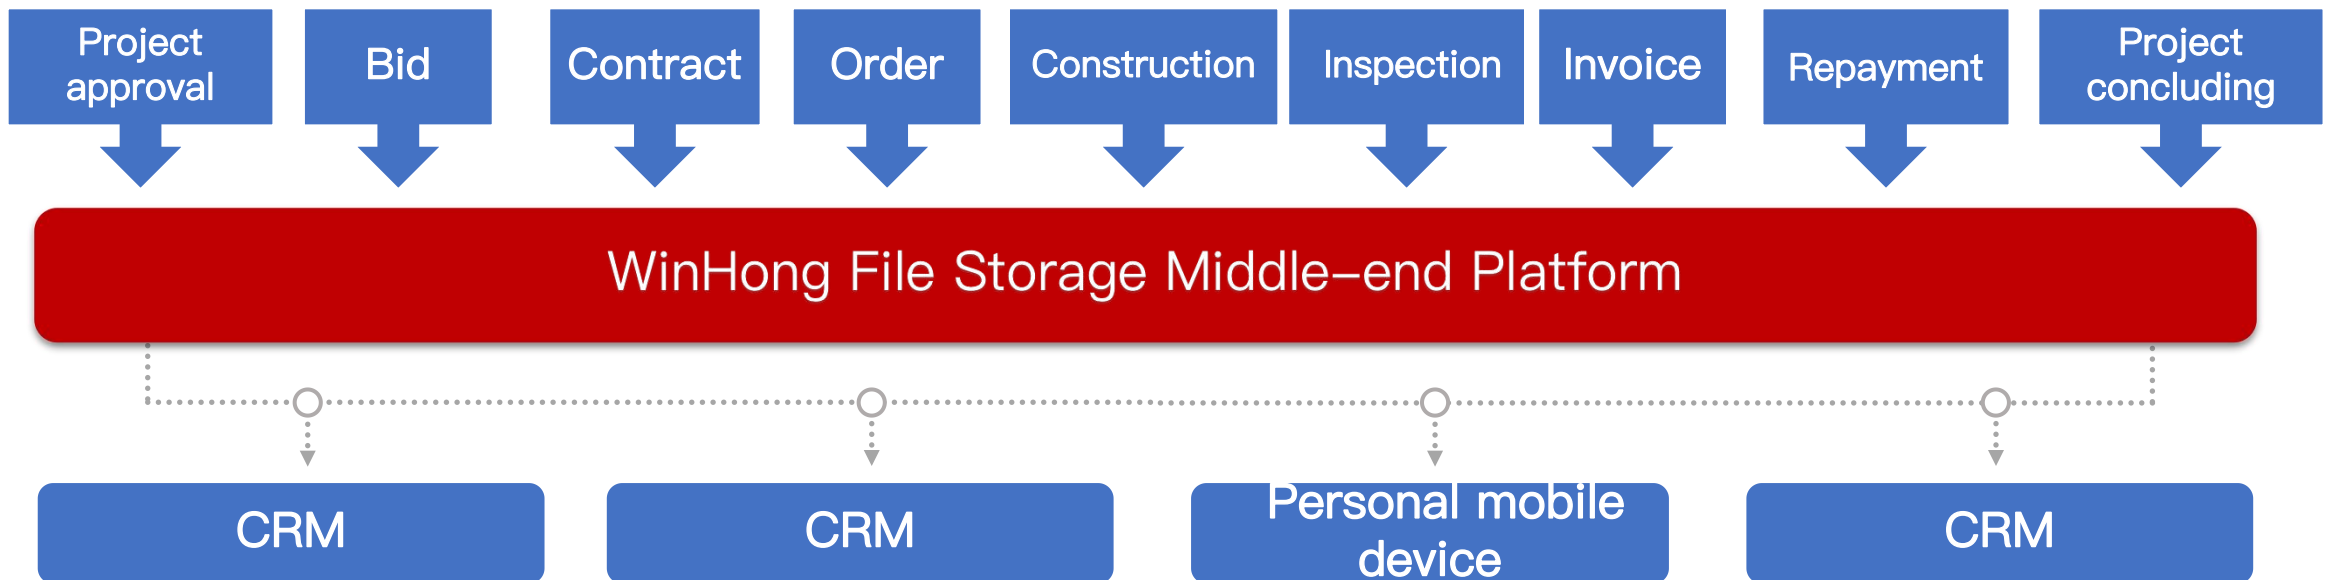 Project
approval
Bid
Contract
Order
Construction
Inspection
Invoice
Repayment
Project
concluding
WinHong File Storage Middle-end Platform
CRM
CRM
Personal mobile
device
CRM